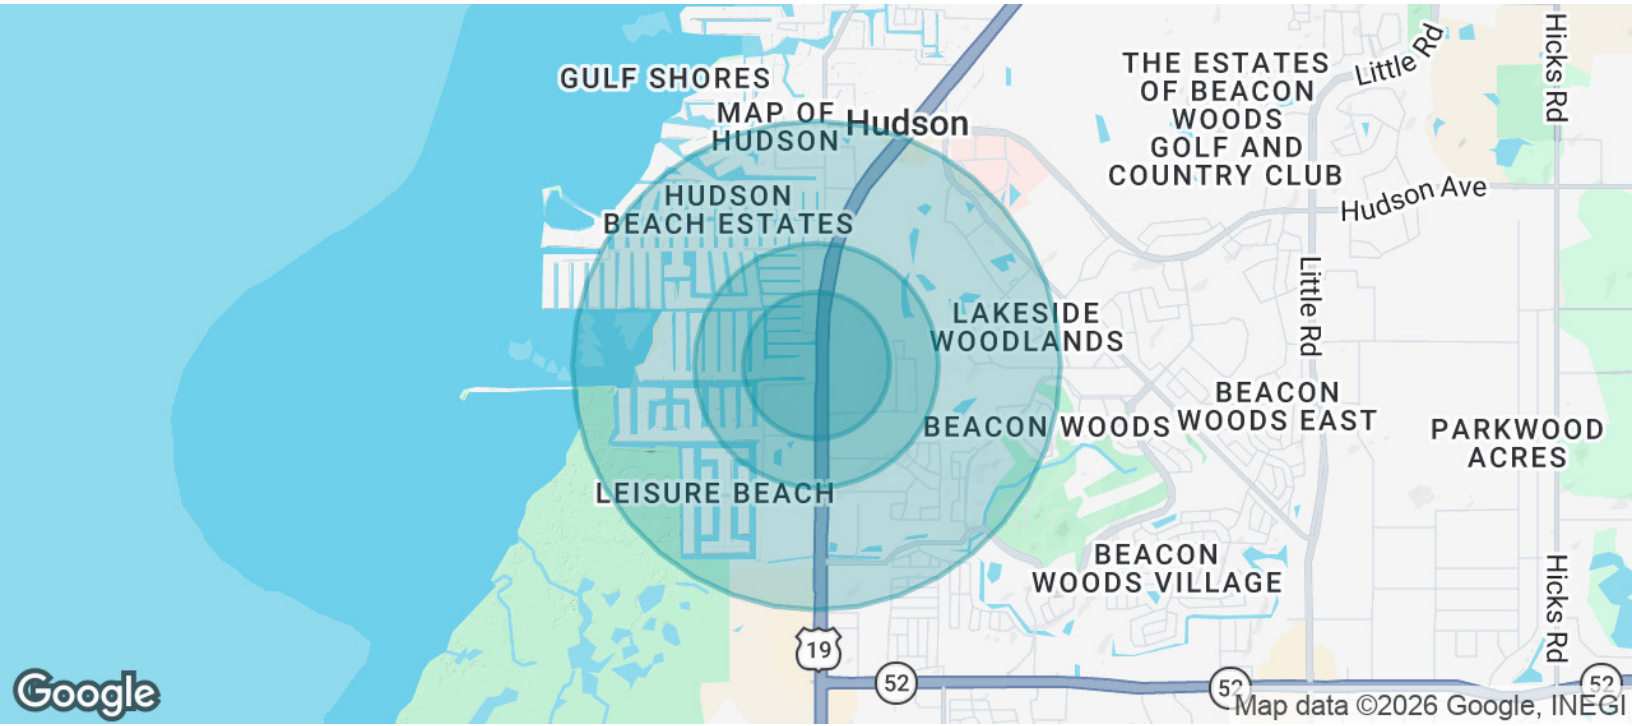 GULF SHORES
MAP OF
HUDSON
Hudson
HUDSON
BEACH ESTATES
THE ESTATES
OF BEACON
WOODS
GOLF AND
COUNTRY CLUB
Little Rd
Hicks Rd
Hudson Ave
Little Rd
LAKESIDE
WOODLANDS
BEACON
WOODS EAST
BEACON WOODS
PARKWOOD
ACRES
LEISURE BEACH
BEACON
WOODS VILLAGE
Hicks Rd
19
52
52
52
Google
Map data ©2026 Google, INEGI